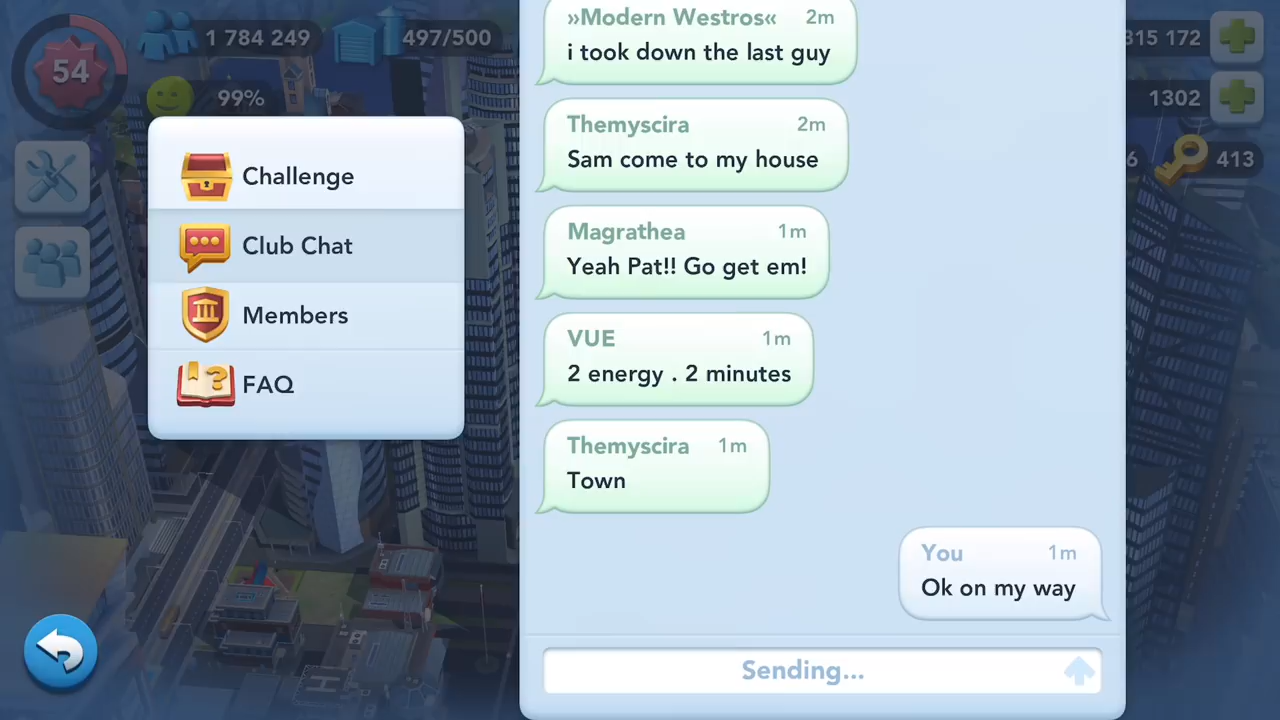 54
1 784 249
497/500
99%
315 172
1302
6
413
Challenge
Club Chat
Members
FAQ
»Modern Westros« 2m
i took down the last guy
Themyscira 2m
Sam come to my house
Magrathea 1m
Yeah Pat!! Go get em!
VUE 1m
2 energy . 2 minutes
Themyscira 1m
Town
You 1m
Ok on my way
Sending...